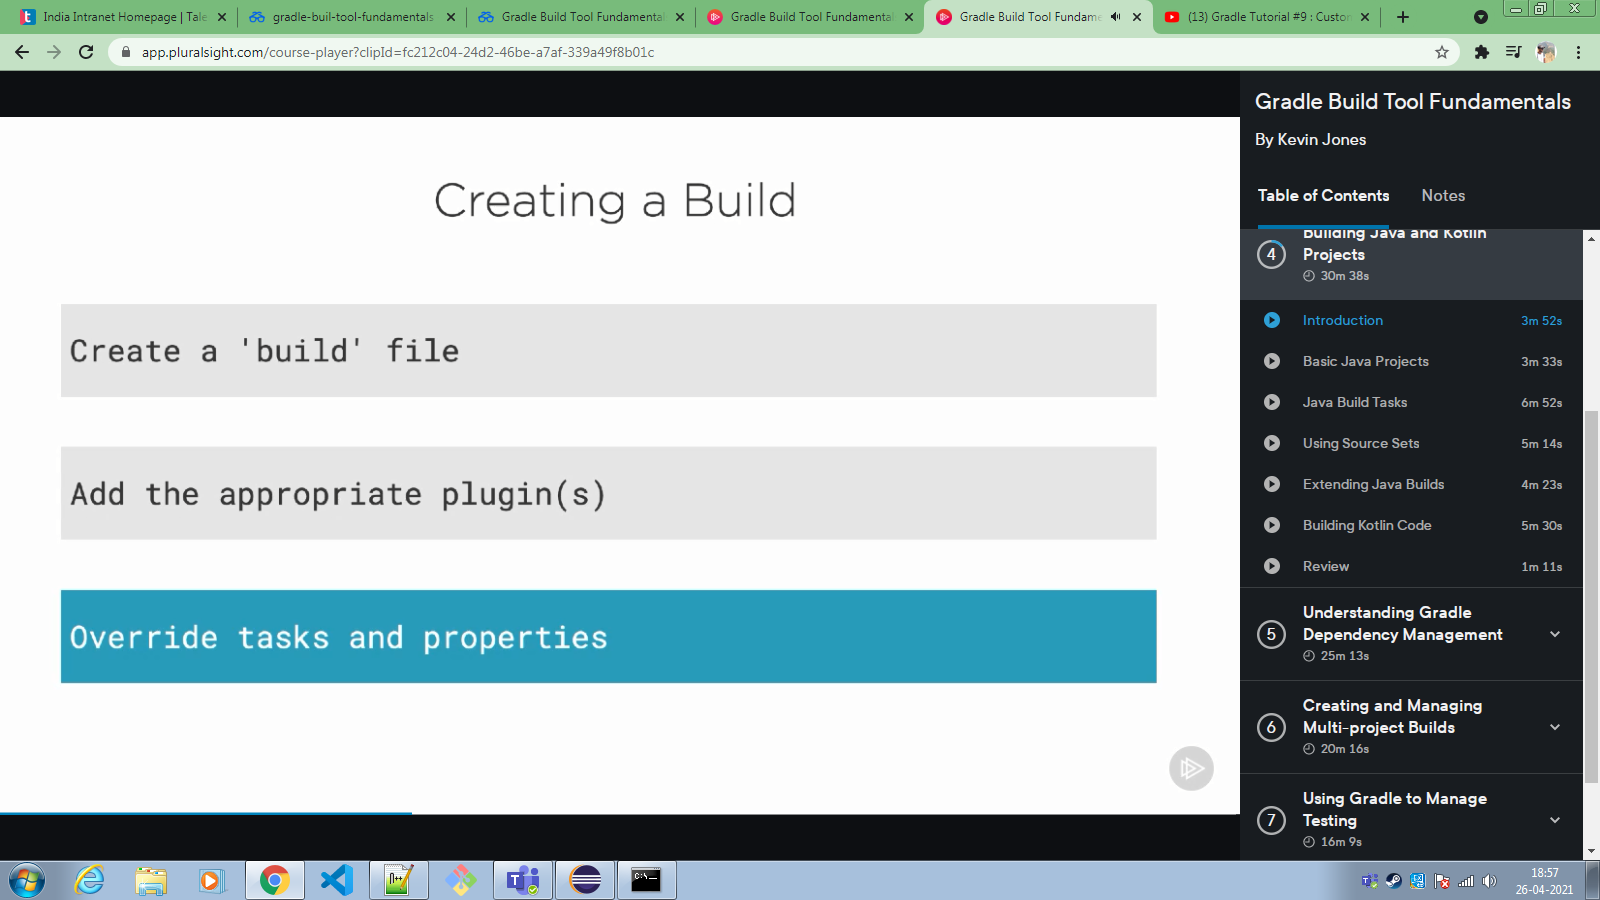 India Intranet Homepage | Tale
gradle-buil-tool-fundamentals
Gradle Build Tool Fundamental
Gradle Build Tool Fundamental
Gradle Build Tool Fundame
(13) Gradle Tutorial #9 : Custon
app.pluralsight.com/course-player?clipId=fc212c04-24d2-46be-a7af-339a49f8b01c
Creating a Build
Create a 'build' file
Add the appropriate plugin(s)
Override tasks and properties
Gradle Build Tool Fundamentals
By Kevin Jones
Table of Contents
Notes
4
Building Java and Kotlin
Projects
30m 38s
Introduction 3m 52s
Basic Java Projects 3m 33s
Java Build Tasks 6m 52s
Using Source Sets 5m 14s
Extending Java Builds 4m 23s
Building Kotlin Code 5m 30s
Review 1m 11s
5
Understanding Gradle
Dependency Management
25m 13s
6
Creating and Managing
Multi-project Builds
20m 16s
7
Using Gradle to Manage
Testing
16m 9s
18:57
26-04-2021